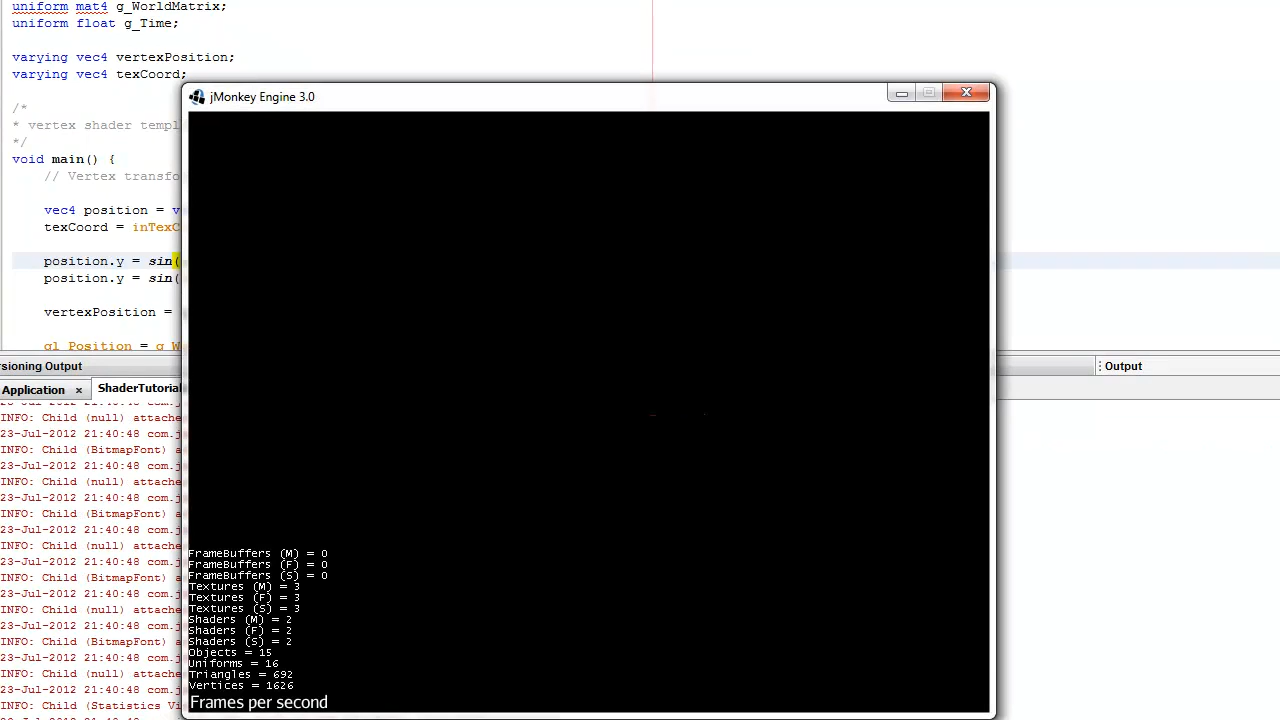 uniform mat4 g_WorldMatrix;
uniform float g_Time;
varying vec4 vertexPosition;
varying vec4 texCoord;
/*
* vertex shader templ
*/
void main() {
// Vertex transfo
vec4 position = v
texCoord = inTexC
position.y = sin(
position.y = sin(
vertexPosition =
gl_Position = g_W
jMonkey Engine 3.0
rsioning Output
Output
Application ×
ShaderTutorial
INFO: Child (null) attache
23-Jul-2012 21:40:48 com.j
INFO: Child (BitmapFont) a
23-Jul-2012 21:40:48 com.j
INFO: Child (null) attache
23-Jul-2012 21:40:48 com.j
INFO: Child (BitmapFont) a
23-Jul-2012 21:40:48 com.j
INFO: Child (null) attache
23-Jul-2012 21:40:48 com.j
INFO: Child (BitmapFont) a
23-Jul-2012 21:40:48 com.j
INFO: Child (null) attache
23-Jul-2012 21:40:48 com.j
INFO: Child (BitmapFont) a
23-Jul-2012 21:40:48 com.j
INFO: Child (null) attache
23-Jul-2012 21:40:48 com.j
INFO: Child (Statistics Vi
FrameBuffers (M) = 0
FrameBuffers (F) = 0
FrameBuffers (S) = 0
Textures (M) = 3
Textures (F) = 3
Textures (S) = 3
Shaders (M) = 2
Shaders (F) = 2
Shaders (S) = 2
Objects = 15
Uniforms = 16
Triangles = 692
Vertices = 1626
Frames per second